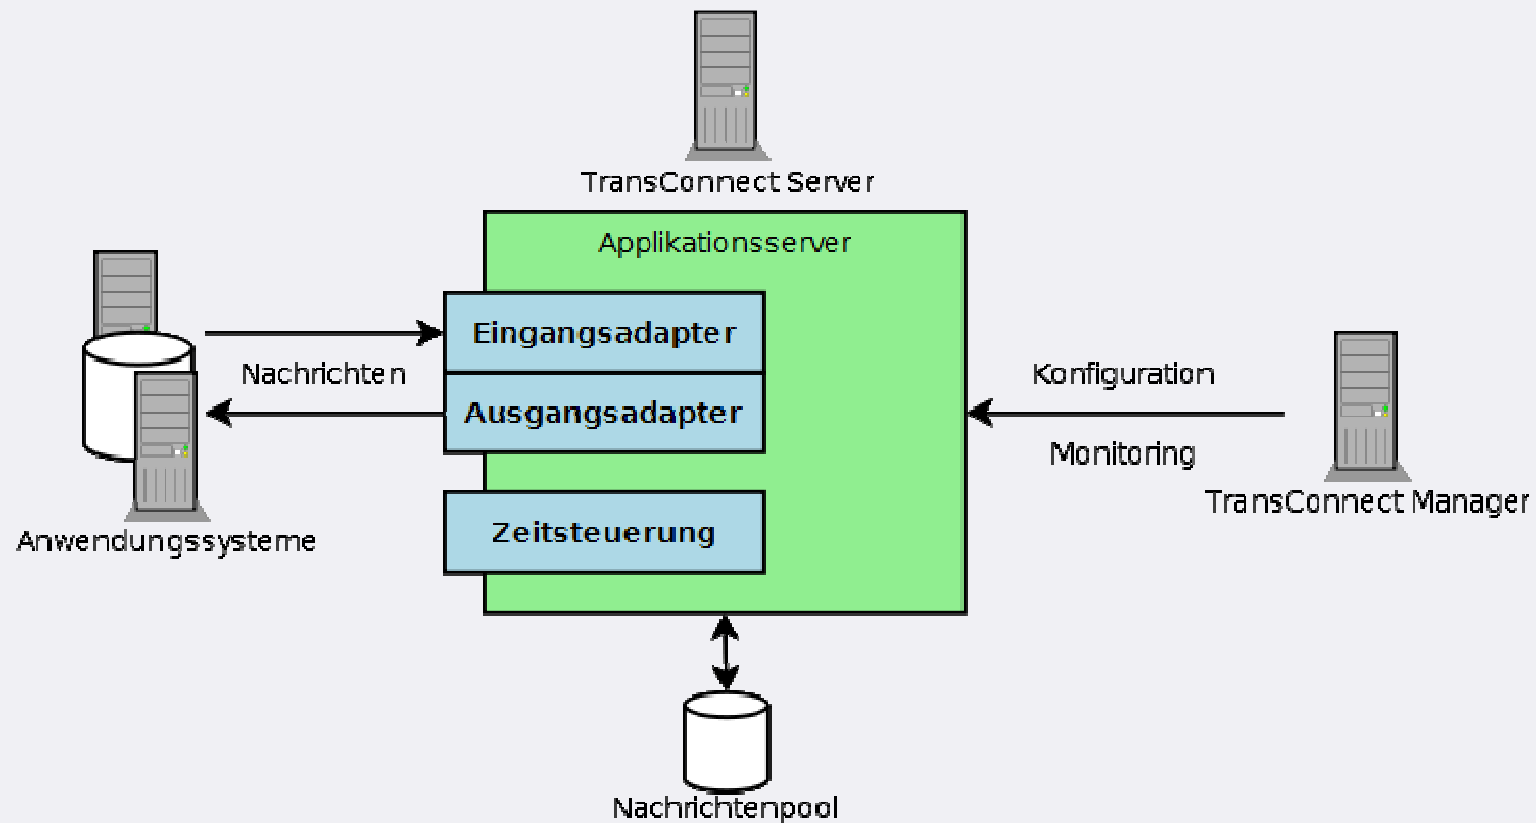 TransConnect Server
Applikationsserver
Eingangsadapter
Nachrichten
Ausgangsadapter
Konfiguration
Monitoring
TransConnect Manager
Zeitsteuerung
Anwendungssysteme
Nachrichtenpool